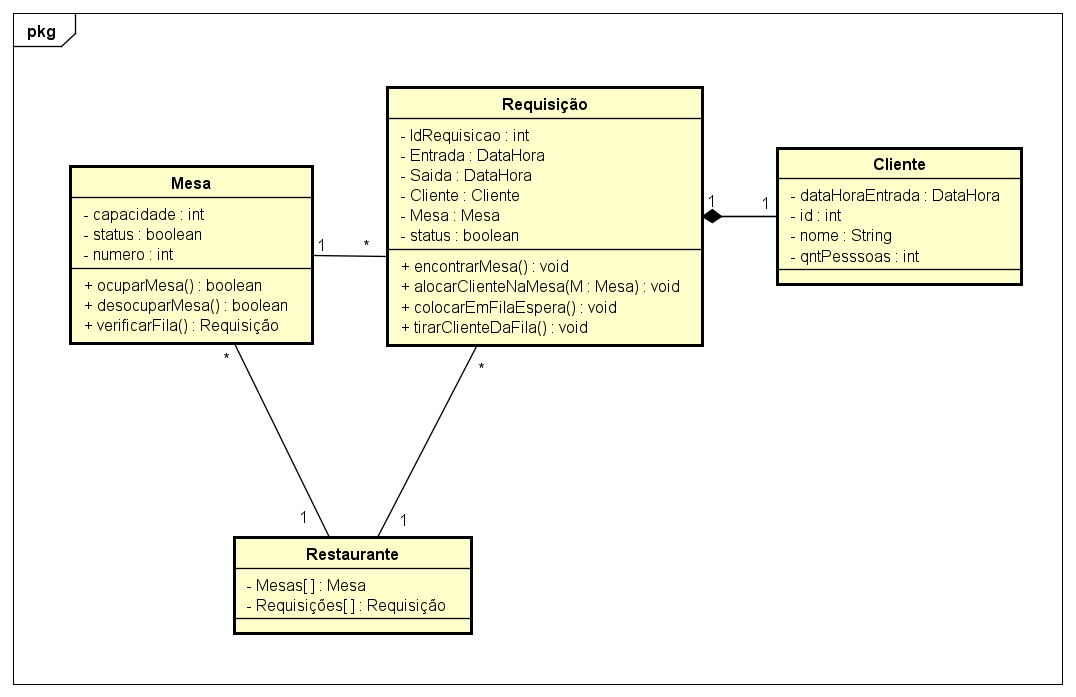 pkg
Requisição
- IdRequisicao : int
- Entrada : DataHora
- Saida : DataHora
- Cliente : Cliente
- Mesa : Mesa
- status : boolean
+ encontrarMesa() : void
+ alocarClienteNaMesa(M : Mesa) : void
+ colocarEmFilaEspera() : void
+ tirarClienteDaFila() : void
Mesa
- capacidade : int
- status : boolean
- numero : int
+ ocuparMesa() : boolean
+ desocuparMesa() : boolean
+ verificarFila() : Requisição
Cliente
- dataHoraEntrada : DataHora
- id : int
- nome : String
- qntPesssoas : int
1
*
1
1
*
*
1
1
Restaurante
- Mesas[ ] : Mesa
- Requisições[ ] : Requisição